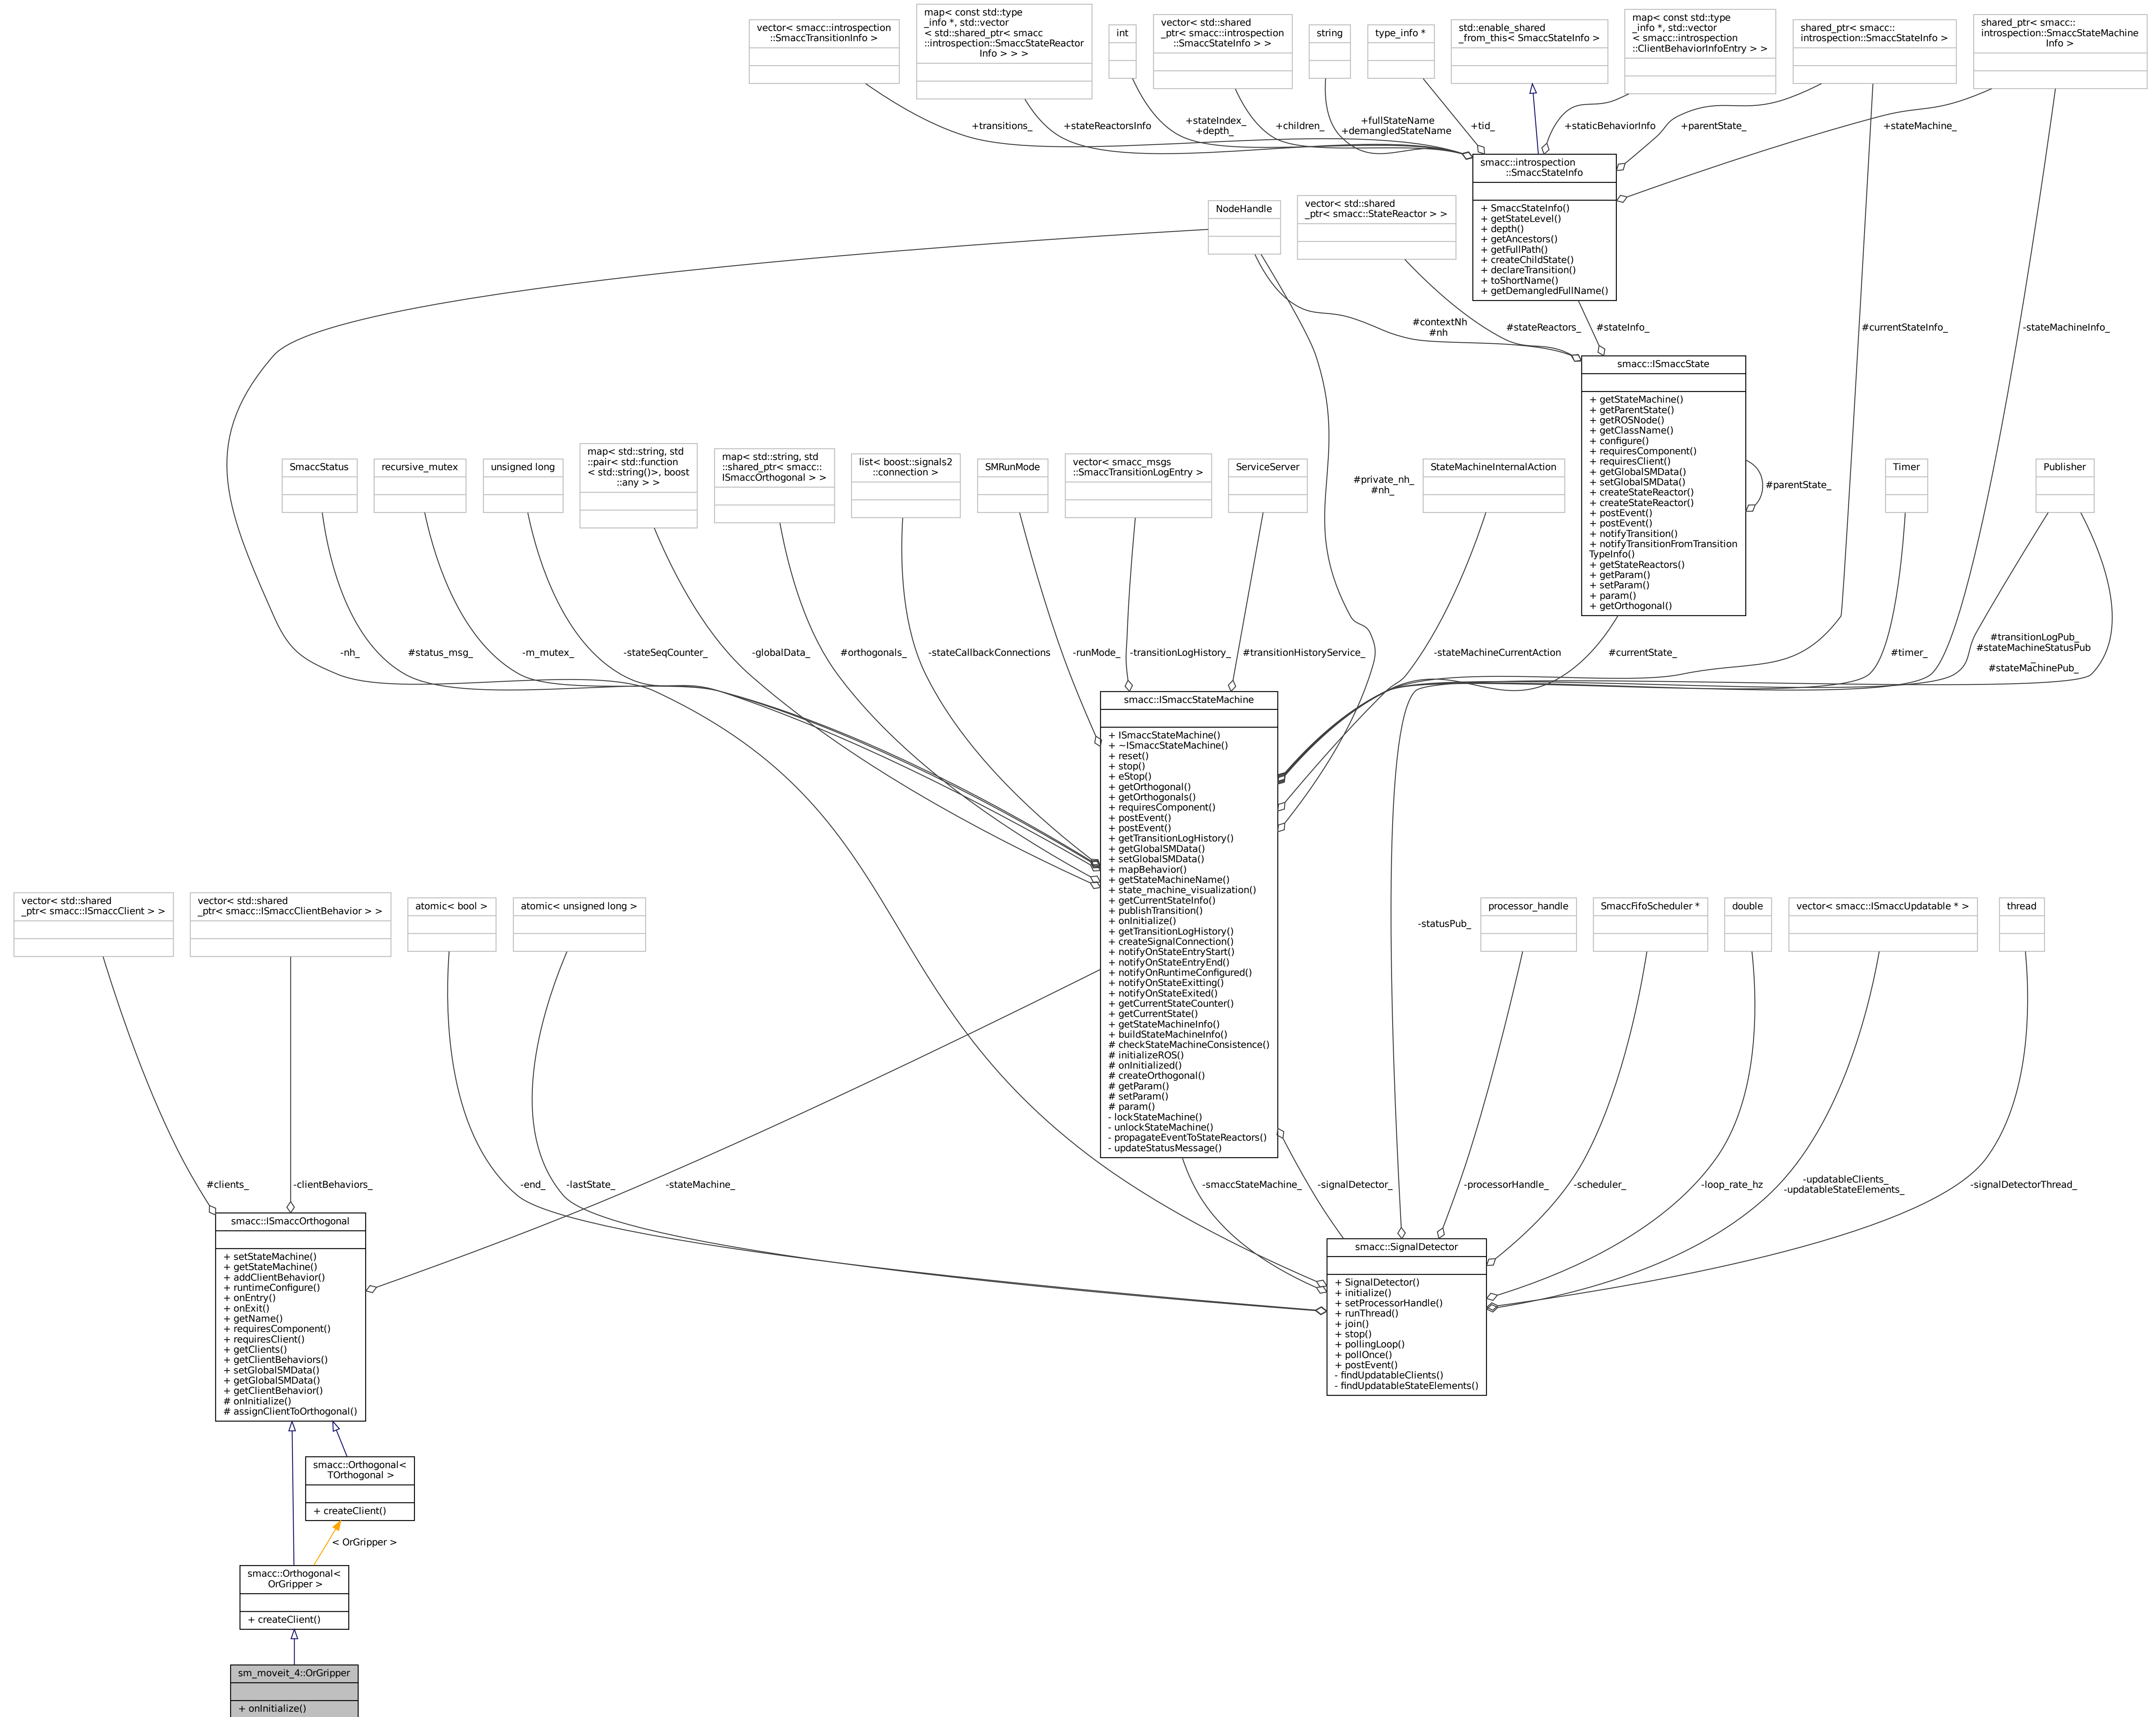 vector< smacc::introspection
::SmaccTransitionInfo >
map< const std::type
_info *, std::vector
< std::shared_ptr< smacc
::introspection::SmaccStateReactor
Info > > >
int
vector< std::shared
_ptr< smacc::introspection
::SmaccStateInfo > >
string
type_info *
std::enable_shared
_from_this< SmaccStateInfo >
map< const std::type
_info *, std::vector
< smacc::introspection
::ClientBehaviorInfoEntry > >
shared_ptr< smacc::
introspection::SmaccStateInfo >
shared_ptr< smacc::
introspection::SmaccStateMachine
Info >
+transitions_
+stateReactorsInfo
+stateIndex_
+depth_
+children_
+fullStateName
+demangledStateName
+tid_
+staticBehaviorInfo
+parentState_
+stateMachine_
smacc::introspection
::SmaccStateInfo
+ SmaccStateInfo()
+ getStateLevel()
+ depth()
+ getAncestors()
+ getFullPath()
+ createChildState()
+ declareTransition()
+ toShortName()
+ getDemangledFullName()
NodeHandle
vector< std::shared
_ptr< smacc::StateReactor > >
#contextNh
#nh
#stateReactors_
#stateInfo_
#currentStateInfo_
-stateMachineInfo_
smacc::ISmaccState
+ getStateMachine()
+ getParentState()
+ getROSNode()
+ getClassName()
+ configure()
+ requiresComponent()
+ requiresClient()
+ getGlobalSMData()
+ setGlobalSMData()
+ createStateReactor()
+ createStateReactor()
+ postEvent()
+ postEvent()
+ notifyTransition()
+ notifyTransitionFromTransition
TypeInfo()
+ getStateReactors()
+ getParam()
+ setParam()
+ param()
+ getOrthogonal()
#parentState_
SmaccStatus
recursive_mutex
unsigned long
map< std::string, std
::pair< std::function
< std::string()>, boost
::any > >
map< std::string, std
::shared_ptr< smacc::
ISmaccOrthogonal > >
list< boost::signals2
::connection >
SMRunMode
vector< smacc_msgs
::SmaccTransitionLogEntry >
ServiceServer
#private_nh_
#nh_
StateMachineInternalAction
Timer
Publisher
-nh_
#status_msg_
-m_mutex_
-stateSeqCounter_
-globalData_
#orthogonals_
-stateCallbackConnections
-runMode_
-transitionLogHistory_
#transitionHistoryService_
-stateMachineCurrentAction
#currentState_
#timer_
#transitionLogPub_
#stateMachineStatusPub
_
#stateMachinePub_
smacc::ISmaccStateMachine
+ ISmaccStateMachine()
+ ~ISmaccStateMachine()
+ reset()
+ stop()
+ eStop()
+ getOrthogonal()
+ getOrthogonals()
+ requiresComponent()
+ postEvent()
+ postEvent()
+ getTransitionLogHistory()
+ getGlobalSMData()
+ setGlobalSMData()
+ mapBehavior()
+ getStateMachineName()
+ state_machine_visualization()
+ getCurrentStateInfo()
+ publishTransition()
+ onInitialize()
+ getTransitionLogHistory()
+ createSignalConnection()
+ notifyOnStateEntryStart()
+ notifyOnStateEntryEnd()
+ notifyOnRuntimeConfigured()
+ notifyOnStateExitting()
+ notifyOnStateExited()
+ getCurrentStateCounter()
+ getCurrentState()
+ getStateMachineInfo()
+ buildStateMachineInfo()
# checkStateMachineConsistence()
# initializeROS()
# onInitialized()
# createOrthogonal()
# getParam()
# setParam()
# param()
- lockStateMachine()
- unlockStateMachine()
- propagateEventToStateReactors()
- updateStatusMessage()
vector< std::shared
_ptr< smacc::ISmaccClient > >
vector< std::shared
_ptr< smacc::ISmaccClientBehavior > >
atomic< bool >
atomic< unsigned long >
-statusPub_
processor_handle
SmaccFifoScheduler *
double
vector< smacc::ISmaccUpdatable * >
thread
#clients_
-clientBehaviors_
-end_
-lastState_
-stateMachine_
-smaccStateMachine_
-signalDetector_
-processorHandle_
-scheduler_
-loop_rate_hz
-updatableClients_
-updatableStateElements_
-signalDetectorThread_
smacc::ISmaccOrthogonal
+ setStateMachine()
+ getStateMachine()
+ addClientBehavior()
+ runtimeConfigure()
+ onEntry()
+ onExit()
+ getName()
+ requiresComponent()
+ requiresClient()
+ getClients()
+ getClientBehaviors()
+ setGlobalSMData()
+ getGlobalSMData()
+ getClientBehavior()
# onInitialize()
# assignClientToOrthogonal()
smacc::SignalDetector
+ SignalDetector()
+ initialize()
+ setProcessorHandle()
+ runThread()
+ join()
+ stop()
+ pollingLoop()
+ pollOnce()
+ postEvent()
- findUpdatableClients()
- findUpdatableStateElements()
smacc::Orthogonal<
TOrthogonal >
+ createClient()
< OrGripper >
smacc::Orthogonal<
OrGripper >
+ createClient()
sm_moveit_4::OrGripper
+ onInitialize()